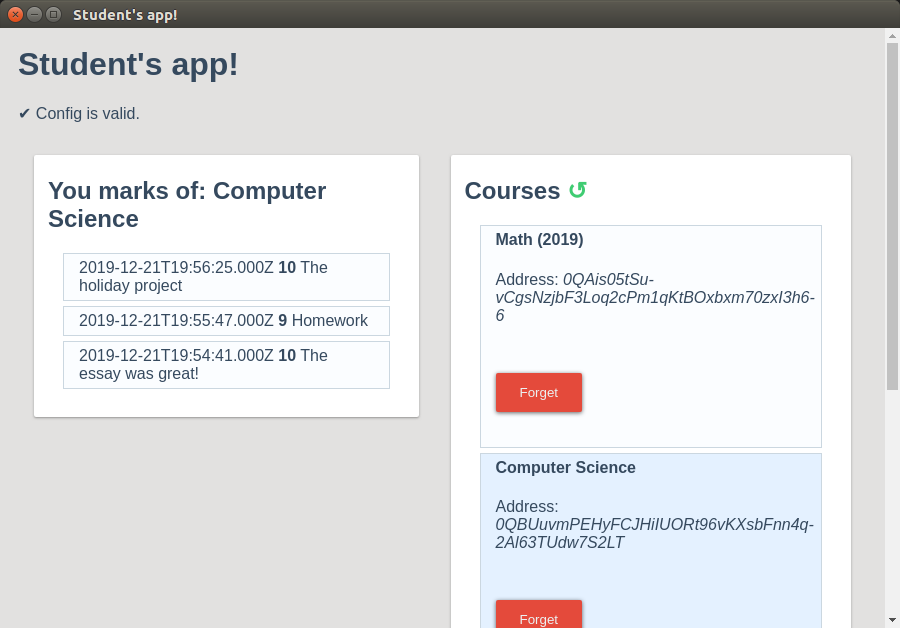 Student's app!
Student's app!
✔ Config is valid.
You marks of: Computer
Science
2019-12-21T19:56:25.000Z 10 The
holiday project
2019-12-21T19:55:47.000Z 9 Homework
2019-12-21T19:54:41.000Z 10 The
essay was great!
Courses ↺
Math (2019)
Address: 0QAis05tSu-
vCgsNzjbF3Loq2cPm1qKtBOxbxm70zxI3h6-
6
Forget
Computer Science
Address:
0QBUuvmPEHyFCJHiIUORt96vKXsbFnn4q-
2Al63TUdw7S2LT
Forget